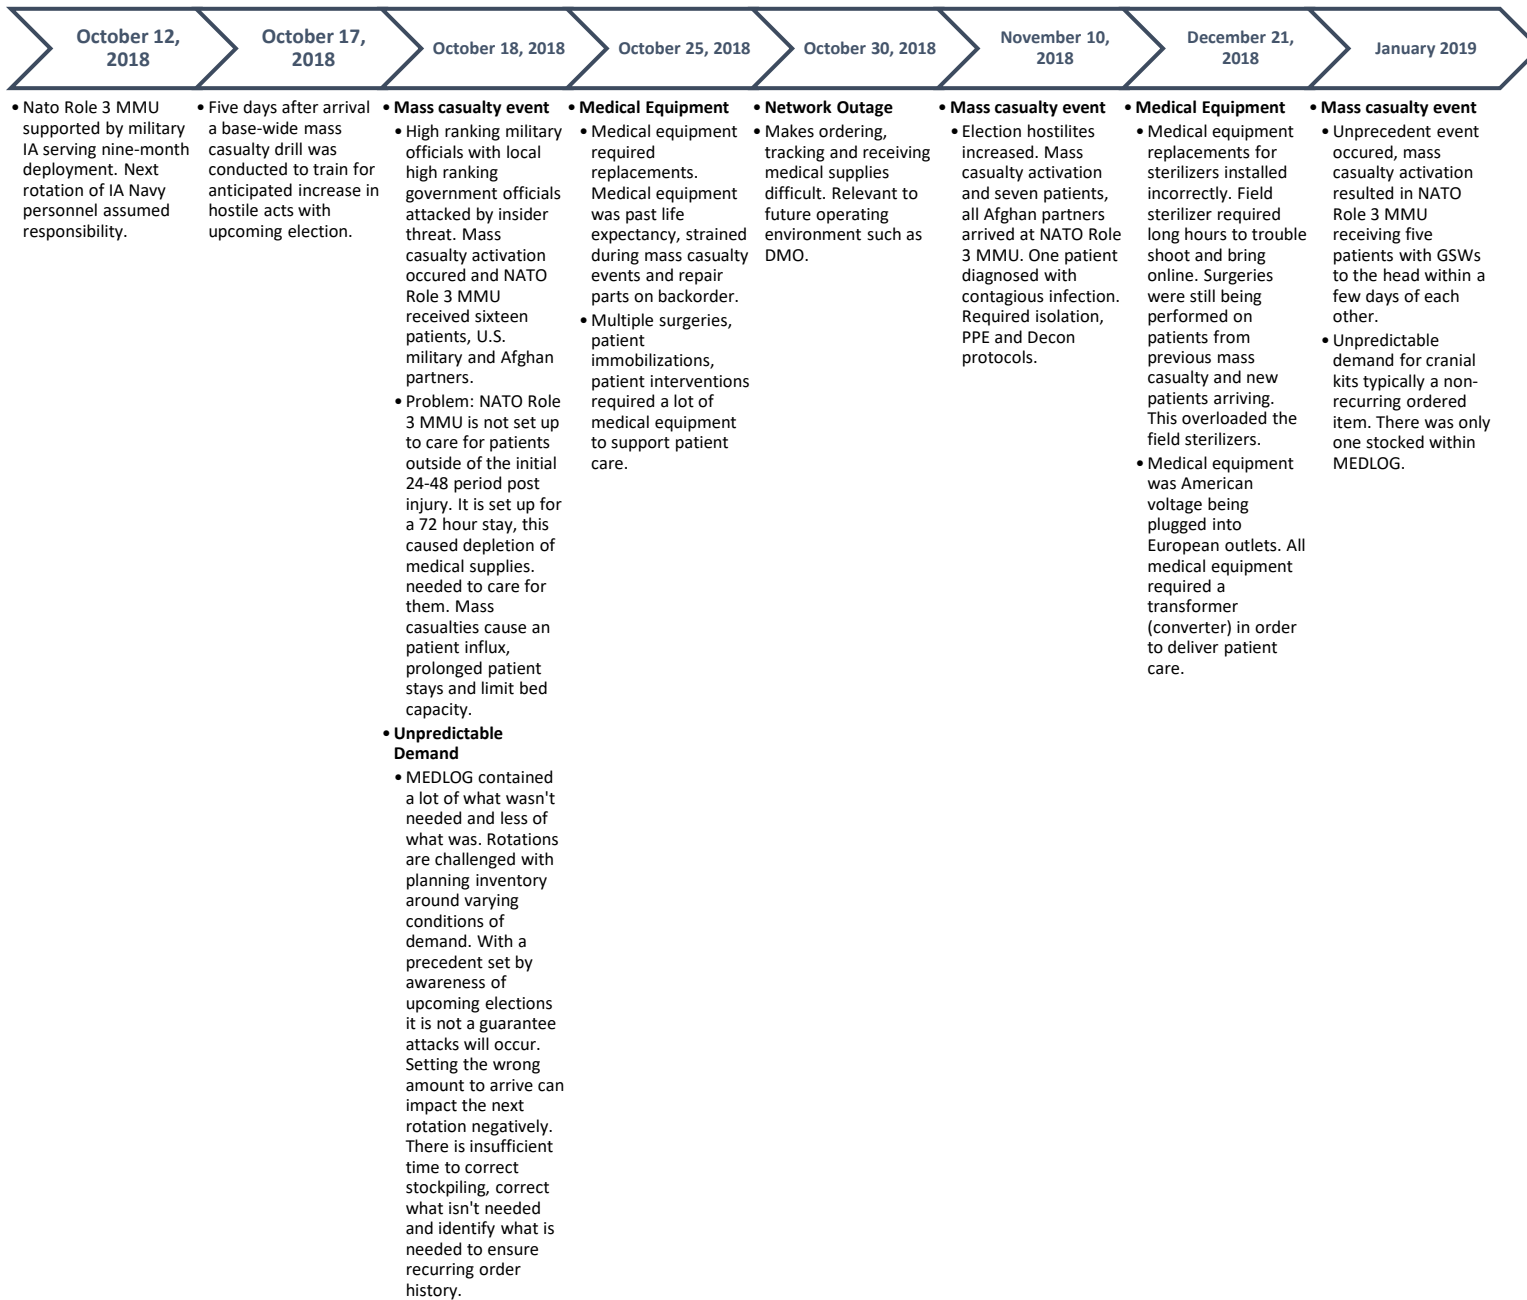 October 12,
2018
October 17,
2018
October 18, 2018
October 25, 2018
October 30, 2018
November 10,
2018
December 21,
2018
January 2019
• Nato Role 3 MMU
supported by military
IA serving nine-month
deployment. Next
rotation of IA Navy
personnel assumed
responsibility.
• Five days after arrival
a base-wide mass
casualty drill was
conducted to train for
anticipated increase in
hostile acts with
upcoming election.
• Mass casualty event
• High ranking military
officials with local
high ranking
government officials
attacked by insider
threat. Mass
casualty activation
occured and NATO
Role 3 MMU
received sixteen
patients, U.S.
military and Afghan
partners.
• Problem: NATO Role
3 MMU is not set up
to care for patients
outside of the initial
24-48 period post
injury. It is set up for
a 72 hour stay, this
caused depletion of
medical supplies.
needed to care for
them. Mass
casualties cause an
patient influx,
prolonged patient
stays and limit bed
capacity.
• Unpredictable
Demand
• MEDLOG contained
a lot of what wasn't
needed and less of
what was. Rotations
are challenged with
planning inventory
around varying
conditions of
demand. With a
precedent set by
awareness of
upcoming elections
it is not a guarantee
attacks will occur.
Setting the wrong
amount to arrive can
impact the next
rotation negatively.
There is insufficient
time to correct
stockpiling, correct
what isn't needed
and identify what is
needed to ensure
recurring order
history.
• Medical Equipment
• Medical equipment
required
replacements.
Medical equipment
was past life
expectancy, strained
during mass casualty
events and repair
parts on backorder.
• Multiple surgeries,
patient
immobilizations,
patient interventions
required a lot of
medical equipment
to support patient
care.
• Network Outage
• Makes ordering,
tracking and receiving
medical supplies
difficult. Relevant to
future operating
environment such as
DMO.
• Mass casualty event
• Election hostilites
increased. Mass
casualty activation
and seven patients,
all Afghan partners
arrived at NATO Role
3 MMU. One patient
diagnosed with
contagious infection.
Required isolation,
PPE and Decon
protocols.
• Medical Equipment
• Medical equipment
replacements for
sterilizers installed
incorrectly. Field
sterilizer required
long hours to trouble
shoot and bring
online. Surgeries
were still being
performed on
patients from
previous mass
casualty and new
patients arriving.
This overloaded the
field sterilizers.
• Medical equipment
was American
voltage being
plugged into
European outlets. All
medical equipment
required a
transformer
(converter) in order
to deliver patient
care.
• Mass casualty event
• Unprecedent event
occured, mass
casualty activation
resulted in NATO
Role 3 MMU
receiving five
patients with GSWs
to the head within a
few days of each
other.
• Unpredictable
demand for cranial
kits typically a non-
recurring ordered
item. There was only
one stocked within
MEDLOG.